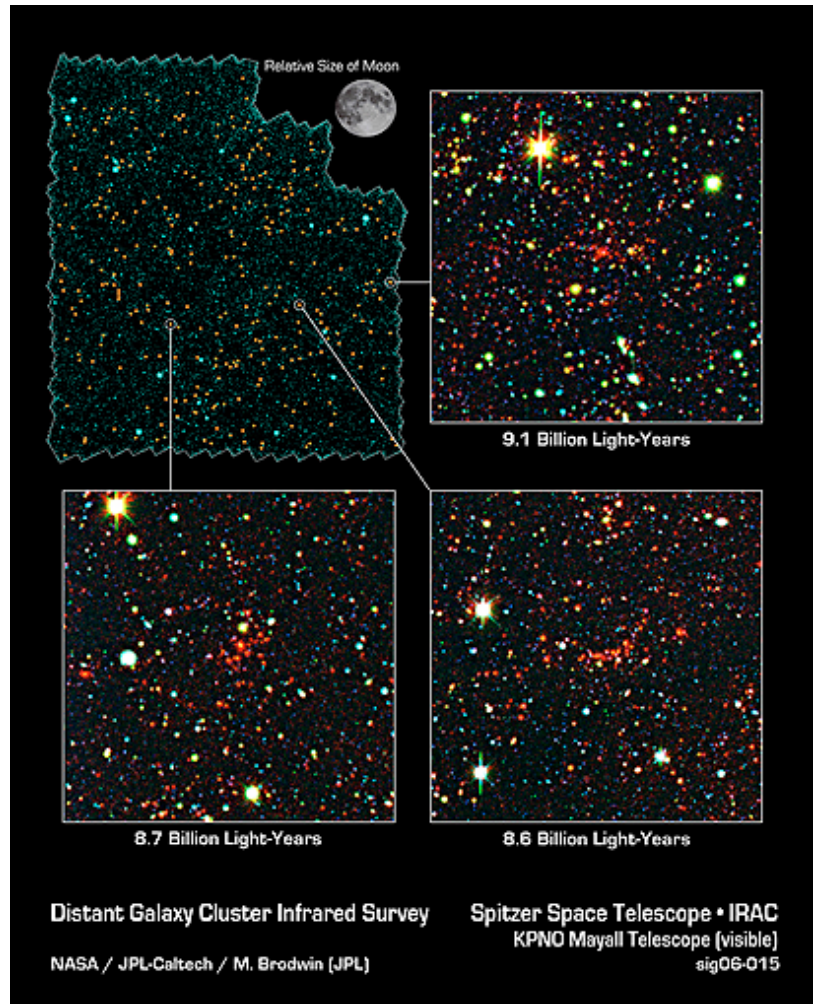 Relative Size of Moon
9.1 Billion Light-Years
8.7 Billion Light-Years
8.6 Billion Light-Years
Distant Galaxy Cluster Infrared Survey
NASA / JPL-Caltech / M. Brodwin (JPL)
Spitzer Space Telescope • IRAC
KPNO Mayall Telescope (visible)
sig06-015